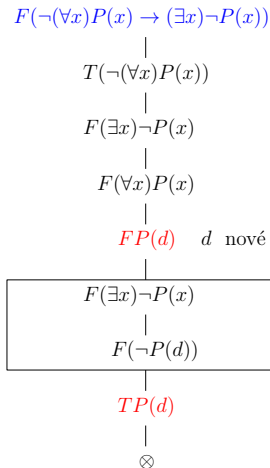 F(¬(∀x)P(x) → (∃x)¬P(x))
T(¬(∀x)P(x))
F(∃x)¬P(x)
F(∀x)P(x)
FP(d) d nové
F(∃x)¬P(x)
F(¬P(d))
TP(d)
⊗